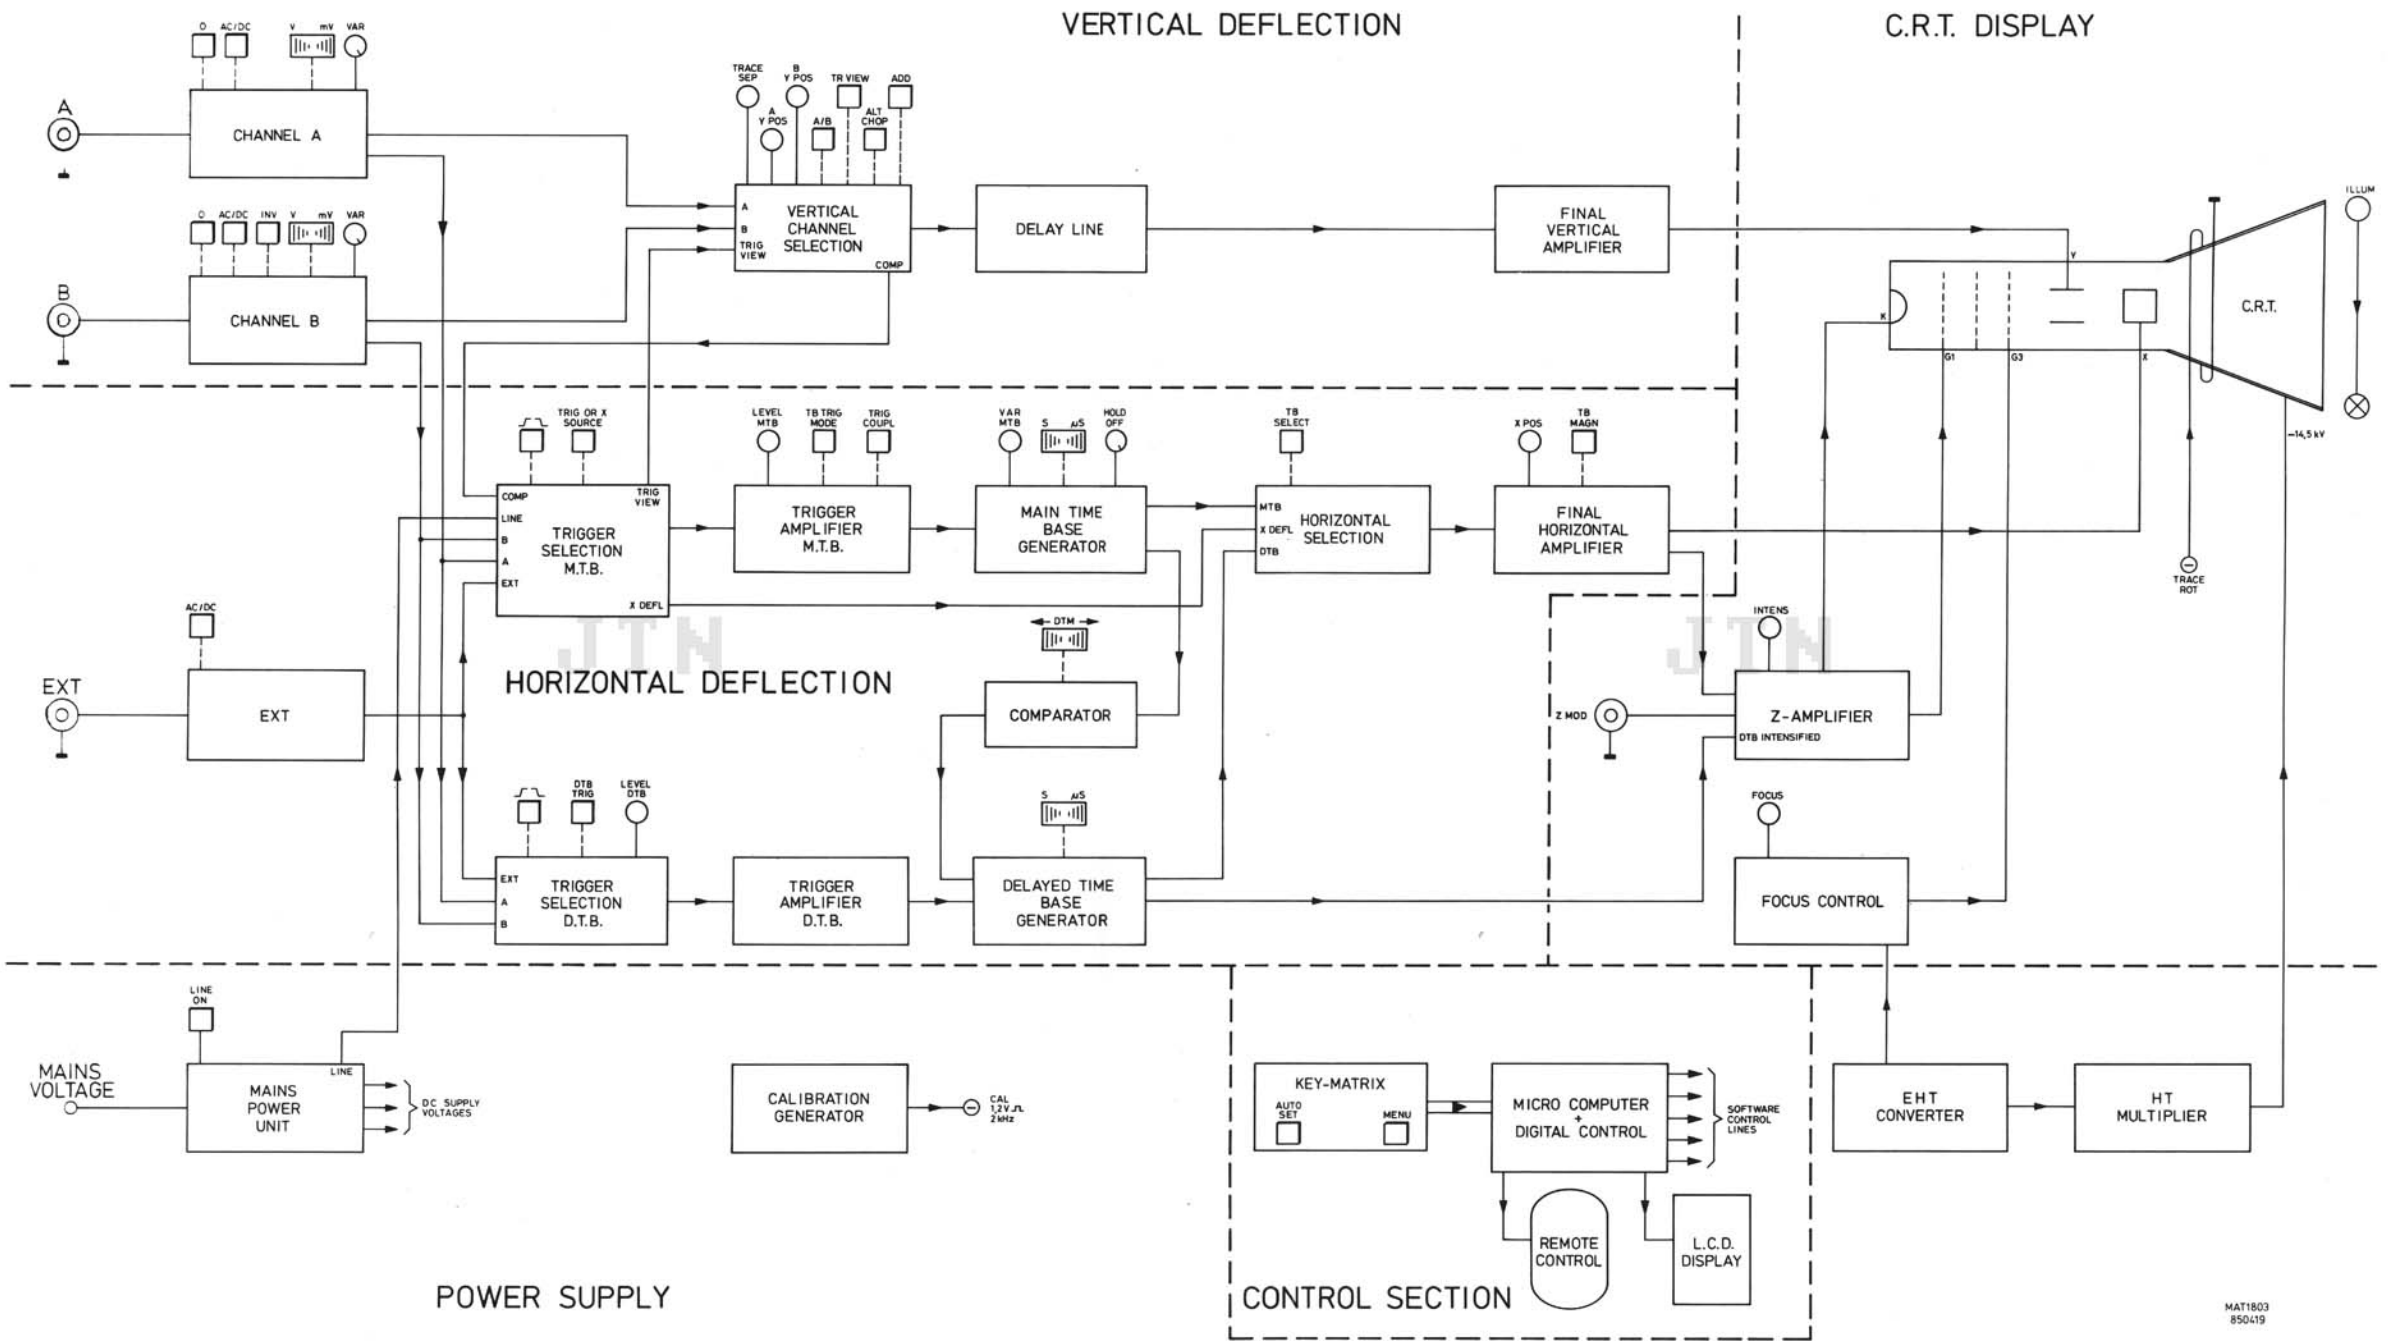 VERTICAL DEFLECTION
C.R.T. DISPLAY
O
AC/DC
V mV
VAR
A
CHANNEL A
O
AC/DC
INV
V mV
VAR
B
CHANNEL B
TRACE
SEP
A
Y POS
B
Y POS
A/B
TR VIEW
ALT
CHOP
ADD
A
B
TRIG
VIEW
VERTICAL
CHANNEL
SELECTION
COMP
DELAY LINE
FINAL
VERTICAL
AMPLIFIER
ILLUM
Y
K
G1
G3
X
C.R.T.
-14,5 kV
TRACE
ROT
TRIG OR X
SOURCE
COMP
LINE
B
A
EXT
TRIG
VIEW
TRIGGER
SELECTION
M.T.B.
X DEFL
LEVEL
MTB
TB TRIG
MODE
TRIG
COUPL
TRIGGER
AMPLIFIER
M.T.B.
VAR
MTB
S µS
HOLD
OFF
MAIN TIME
BASE
GENERATOR
TB
SELECT
MTB
X DEFL
DTB
HORIZONTAL
SELECTION
X POS
TB
MAGN
FINAL
HORIZONTAL
AMPLIFIER
AC/DC
EXT
EXT
JTN
HORIZONTAL DEFLECTION
DTM
COMPARATOR
JTN
INTENS
Z MOD
Z-AMPLIFIER
DTB INTENSIFIED
FOCUS
FOCUS CONTROL
DTB
TRIG
LEVEL
DTB
EXT
A
B
TRIGGER
SELECTION
D.T.B.
TRIGGER
AMPLIFIER
D.T.B.
S µS
DELAYED TIME
BASE
GENERATOR
LINE
ON
MAINS
VOLTAGE
LINE
MAINS
POWER
UNIT
DC SUPPLY
VOLTAGES
CALIBRATION
GENERATOR
CAL
1,2V
2kHz
KEY-MATRIX
AUTO
SET
MENU
MICRO COMPUTER
+
DIGITAL CONTROL
SOFTWARE
CONTROL
LINES
REMOTE
CONTROL
L.C.D.
DISPLAY
EHT
CONVERTER
HT
MULTIPLIER
POWER SUPPLY
CONTROL SECTION
MAT1803
850419